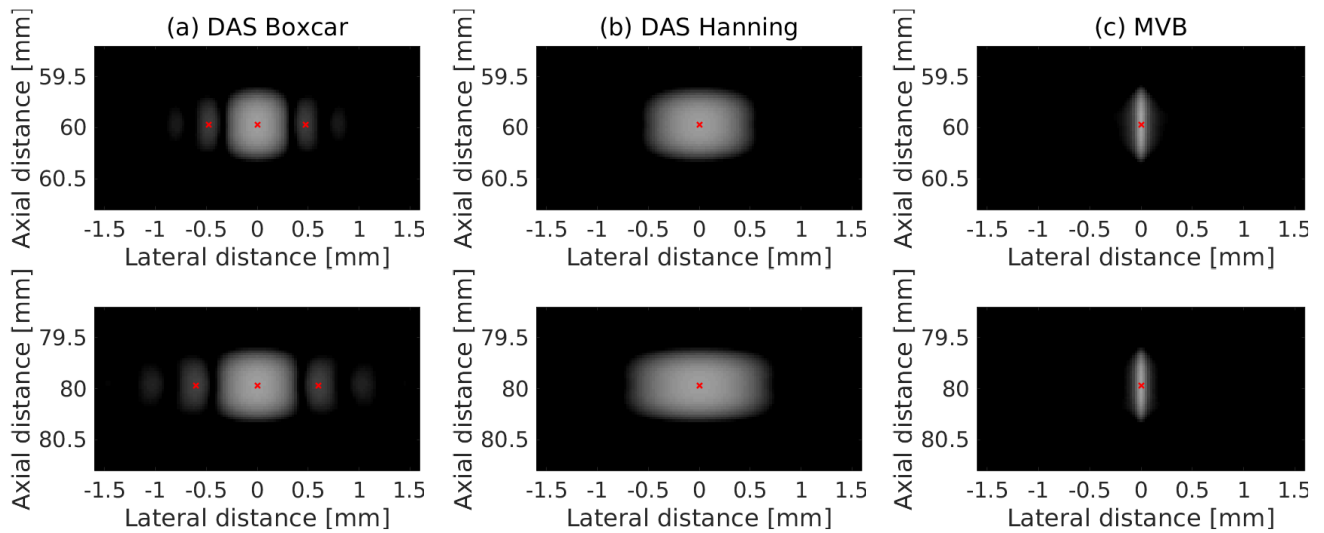 (a) DAS Boxcar
(b) DAS Hanning
(c) MVB
Axial distance [mm]
59.5
60
60.5
-1.5 -1 -0.5 0 0.5 1 1.5
Lateral distance [mm]
Axial distance [mm]
59.5
60
60.5
-1.5 -1 -0.5 0 0.5 1 1.5
Lateral distance [mm]
Axial distance [mm]
59.5
60
60.5
-1.5 -1 -0.5 0 0.5 1 1.5
Lateral distance [mm]
Axial distance [mm]
79.5
80
80.5
-1.5 -1 -0.5 0 0.5 1 1.5
Lateral distance [mm]
Axial distance [mm]
79.5
80
80.5
-1.5 -1 -0.5 0 0.5 1 1.5
Lateral distance [mm]
Axial distance [mm]
79.5
80
80.5
-1.5 -1 -0.5 0 0.5 1 1.5
Lateral distance [mm]